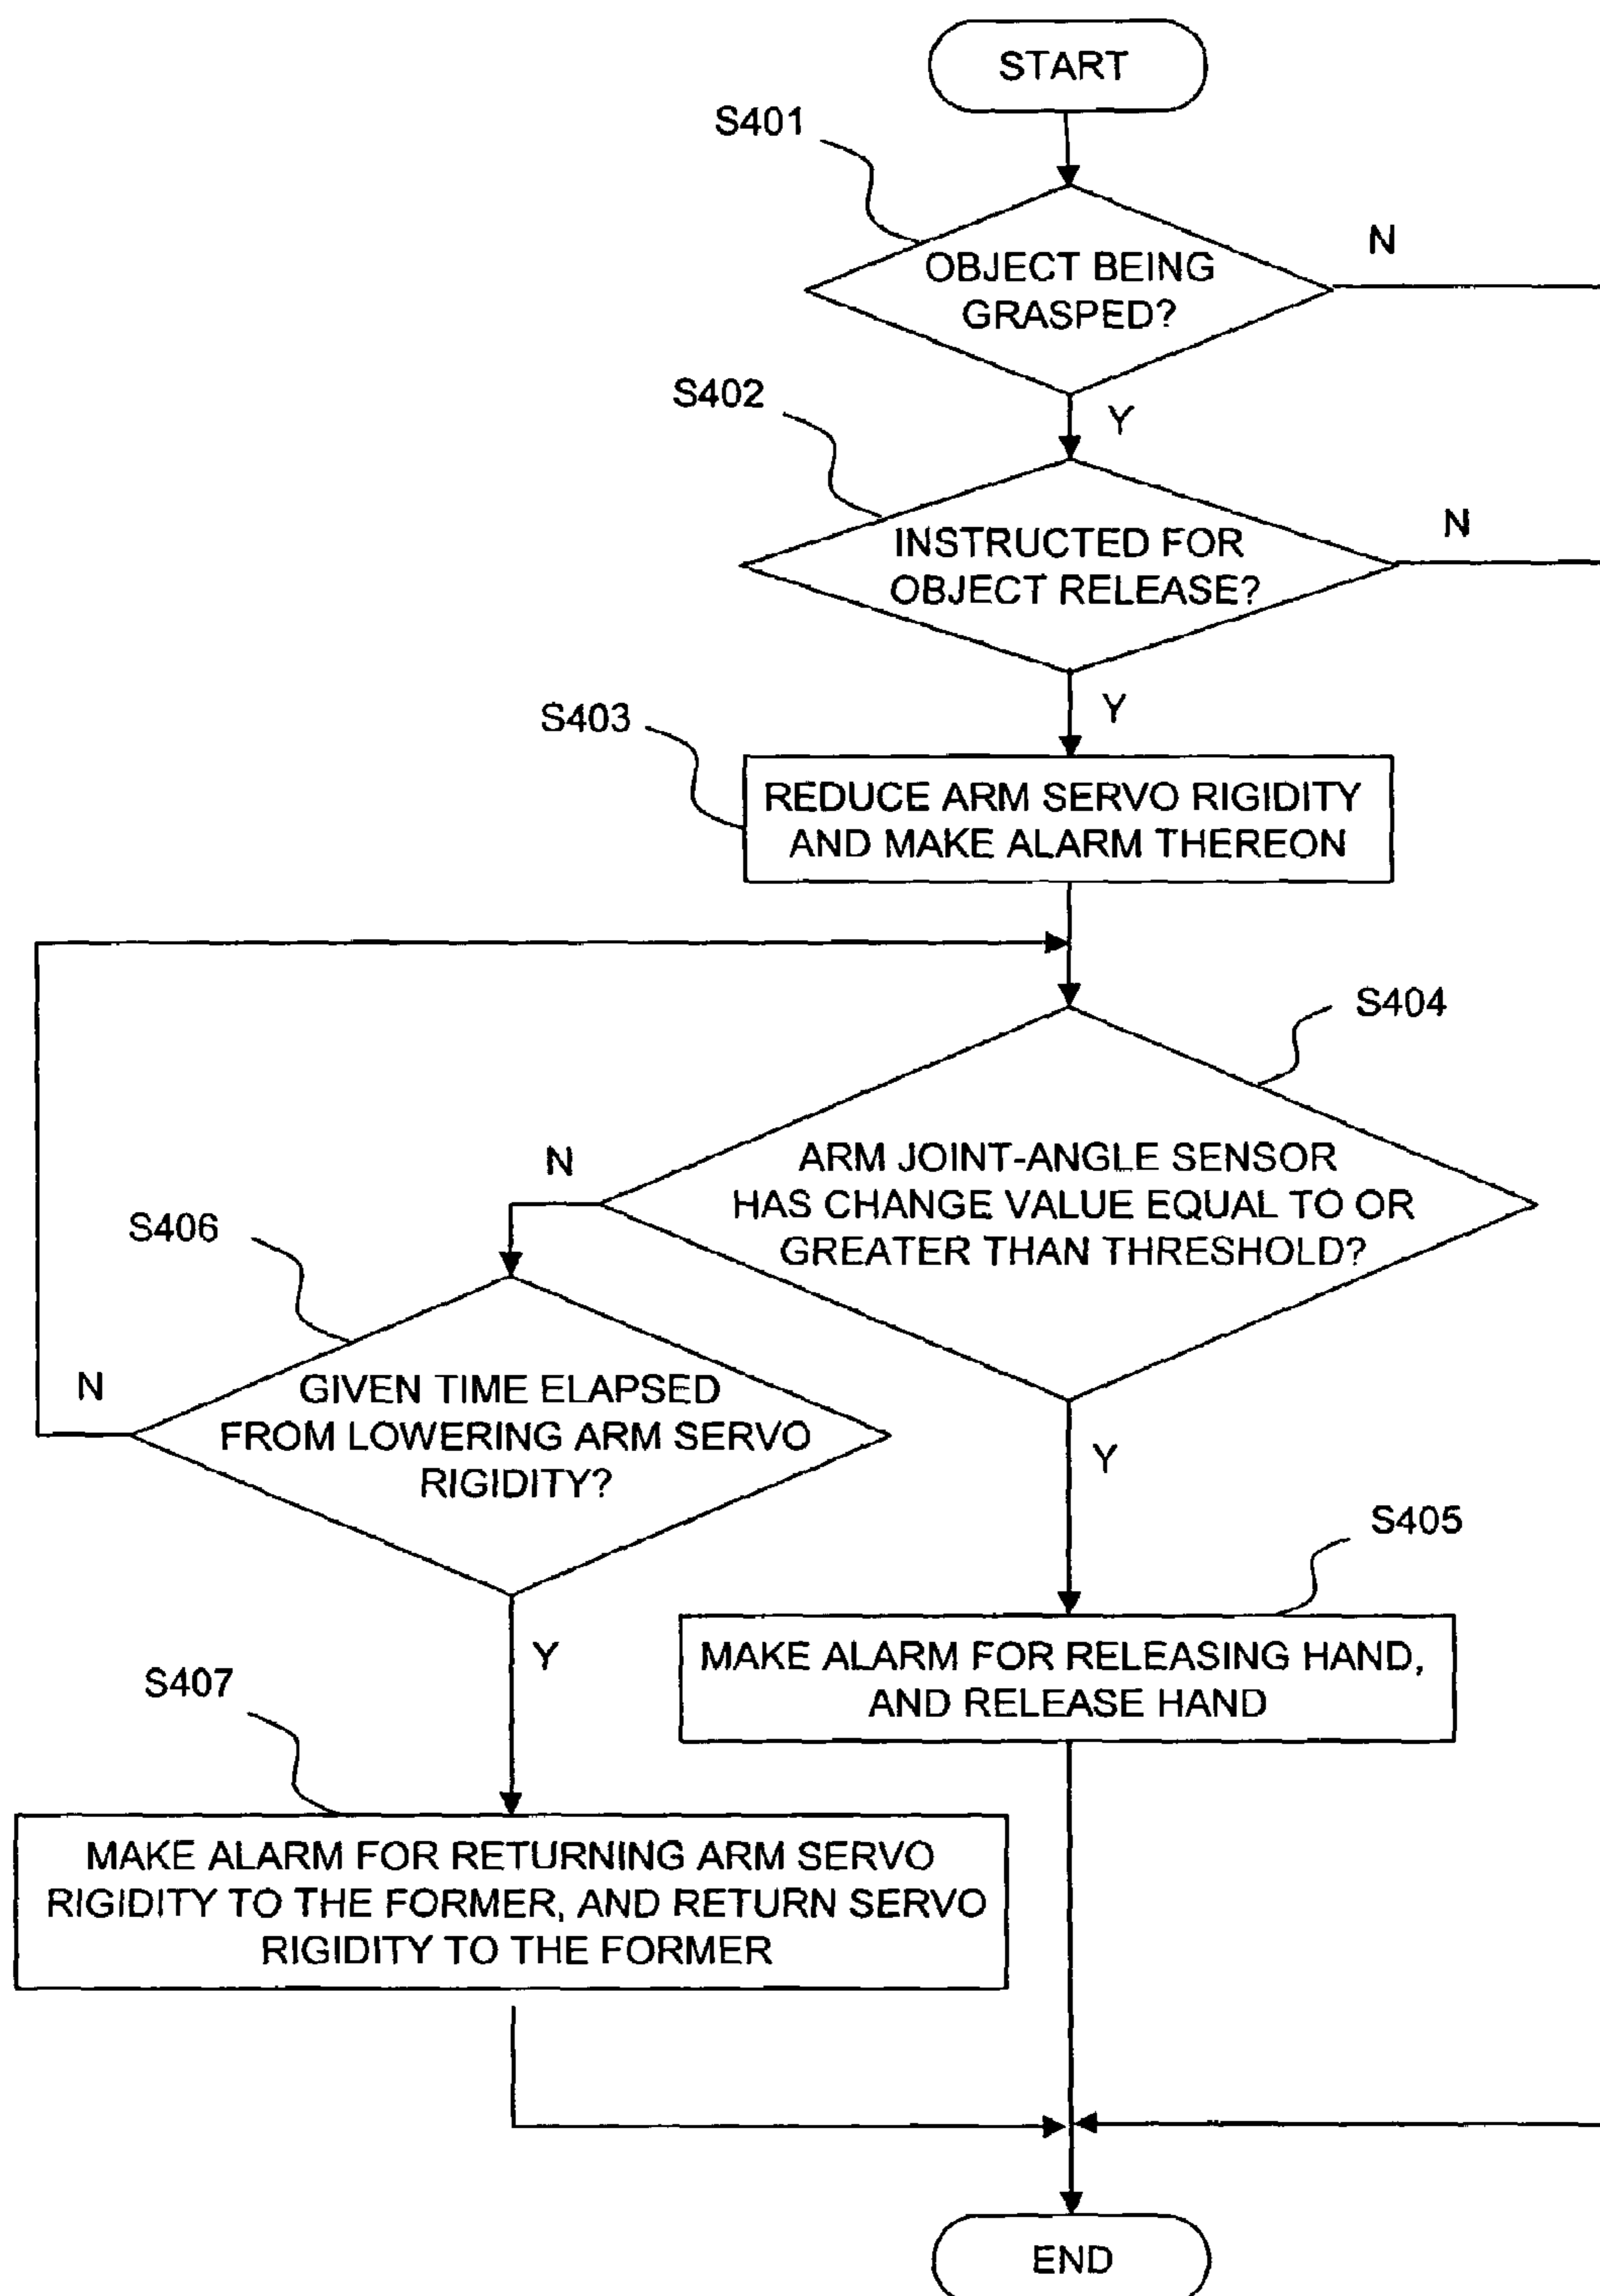 START
S401
OBJECT BEING
GRASPED?
N
Y
S402
INSTRUCTED FOR
OBJECT RELEASE?
N
Y
S403
REDUCE ARM SERVO RIGIDITY
AND MAKE ALARM THEREON
S404
ARM JOINT-ANGLE SENSOR
HAS CHANGE VALUE EQUAL TO OR
GREATER THAN THRESHOLD?
N
Y
S406
GIVEN TIME ELAPSED
FROM LOWERING ARM SERVO
RIGIDITY?
N
Y
S405
MAKE ALARM FOR RELEASING HAND,
AND RELEASE HAND
S407
MAKE ALARM FOR RETURNING ARM SERVO
RIGIDITY TO THE FORMER, AND RETURN SERVO
RIGIDITY TO THE FORMER
END